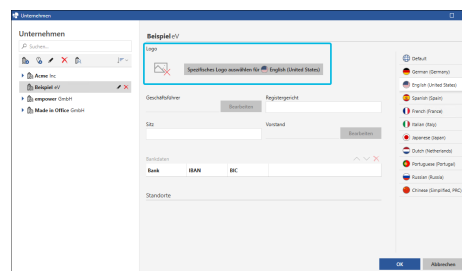 Unternehmen
Unternehmen
Suchen...
Acme Inc
Beispiel eV
empower GmbH
Made in Office GmbH
Beispiel eV
Logo
Spezifisches Logo auswählen für English (United States)
Geschäftsführer
Bearbeiten
Registergericht
Sitz
Vorstand
Bearbeiten
Bankdaten
Bank IBAN BIC
Standorte
Default
German (Germany)
English (United States)
Spanish (Spain)
French (France)
Italian (Italy)
Japanese (Japan)
Dutch (Netherlands)
Portuguese (Portugal)
Russian (Russia)
Chinese (Simplified, PRC)
OK Abbrechen